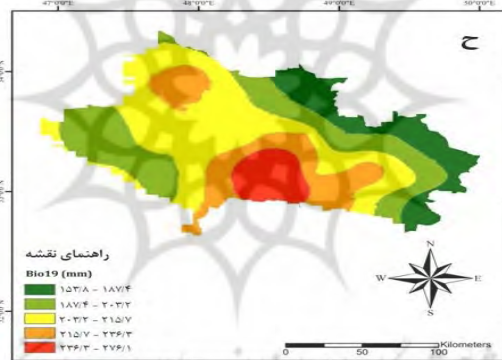 47°0'0" 48°0'0" 49°0'0" 50°0'0"
ح
راهنمای نقشه
Bio19 (mm)
۱۵۳/۸ - ۱۸۷/۴
۱۸۷/۴ - ۲۰۳/۲
۲۰۳/۲ - ۲۱۵/۷
۲۱۵/۷ - ۲۳۶/۳
۲۳۶/۳ - ۲۷۶/۱
N
W E
S
Kilometers
0 50 100